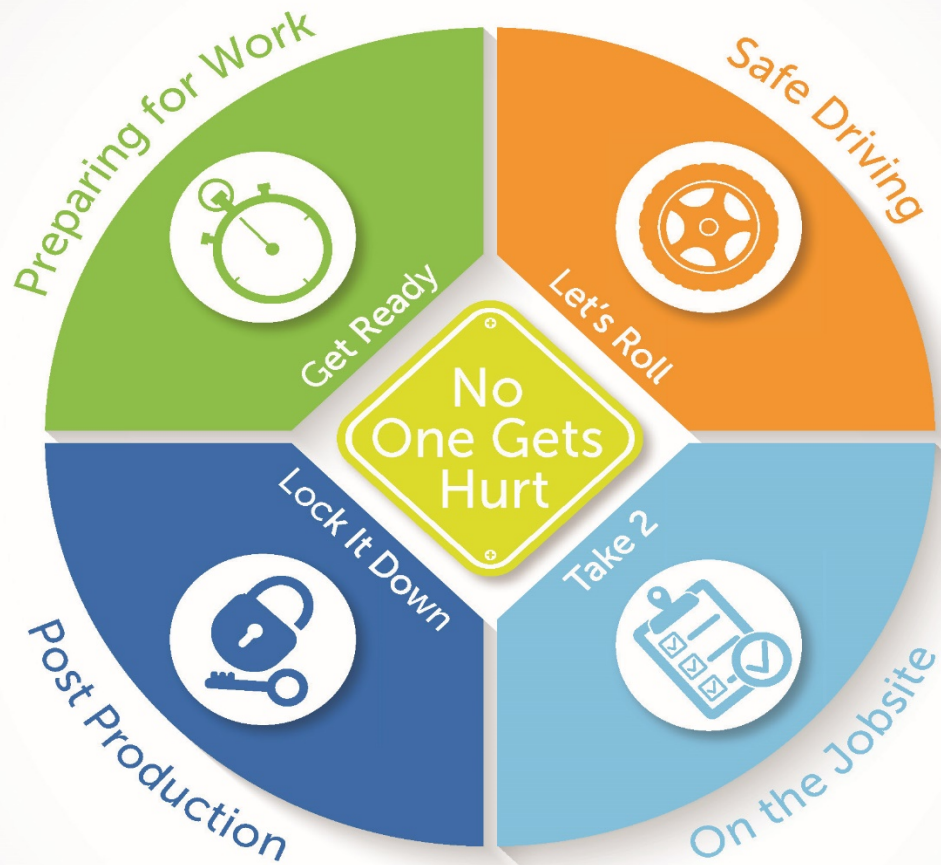 Preparing for Work
Safe Driving
Get Ready
Let's Roll
No
One Gets
Hurt
Lock It Down
Take 2
Post Production
On the Jobsite